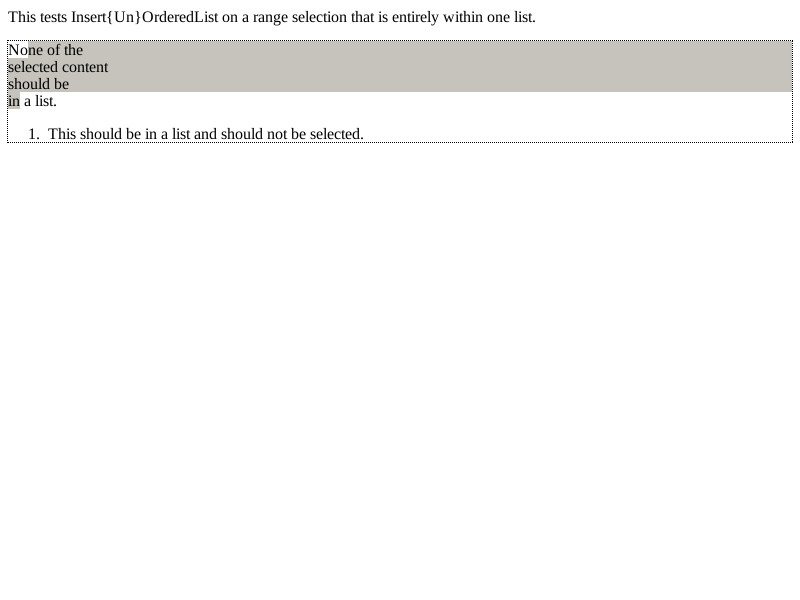 This tests Insert{Un}OrderedList on a range selection that is entirely within one list.
None of the
selected content
should be
in a list.
1. This should be in a list and should not be selected.